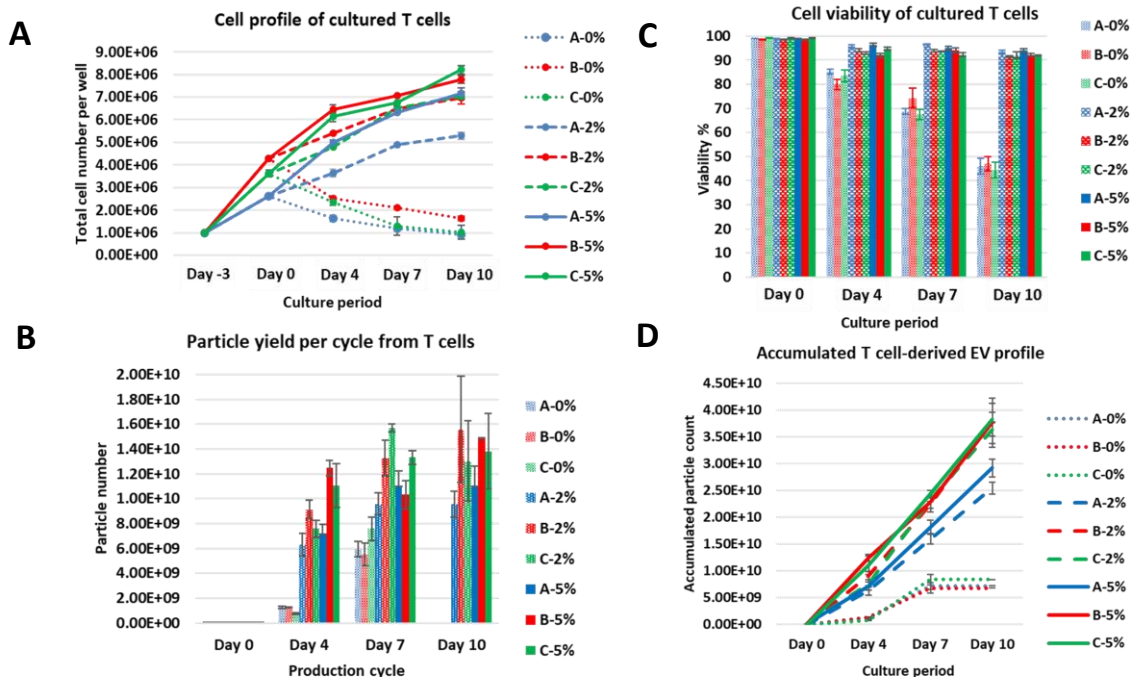 A
Cell profile of cultured T cells
Total cell number per well
9.00E+06
8.00E+06
7.00E+06
6.00E+06
5.00E+06
4.00E+06
3.00E+06
2.00E+06
1.00E+06
0.00E+00
Day -3
Day 0
Day 4
Day 7
Day 10
Culture period
A-0%
B-0%
C-0%
A-2%
B-2%
C-2%
A-5%
B-5%
C-5%
C
Cell viability of cultured T cells
Viability %
100
90
80
70
60
50
40
30
20
10
0
Day 0
Day 4
Day 7
Day 10
Culture period
A-0%
B-0%
C-0%
A-2%
B-2%
C-2%
A-5%
B-5%
C-5%
B
Particle yield per cycle from T cells
Particle number
2.00E+10
1.80E+10
1.60E+10
1.40E+10
1.20E+10
1.00E+10
8.00E+09
6.00E+09
4.00E+09
2.00E+09
0.00E+00
Day 0
Day 4
Day 7
Day 10
Production cycle
A-0%
B-0%
C-0%
A-2%
B-2%
C-2%
A-5%
B-5%
C-5%
D
Accumulated T cell-derived EV profile
Accumulated particle count
4.50E+10
4.00E+10
3.50E+10
3.00E+10
2.50E+10
2.00E+10
1.50E+10
1.00E+10
5.00E+09
0.00E+00
Day 0
Day 4
Day 7
Day 10
Culture period
A-0%
B-0%
C-0%
A-2%
B-2%
C-2%
A-5%
B-5%
C-5%